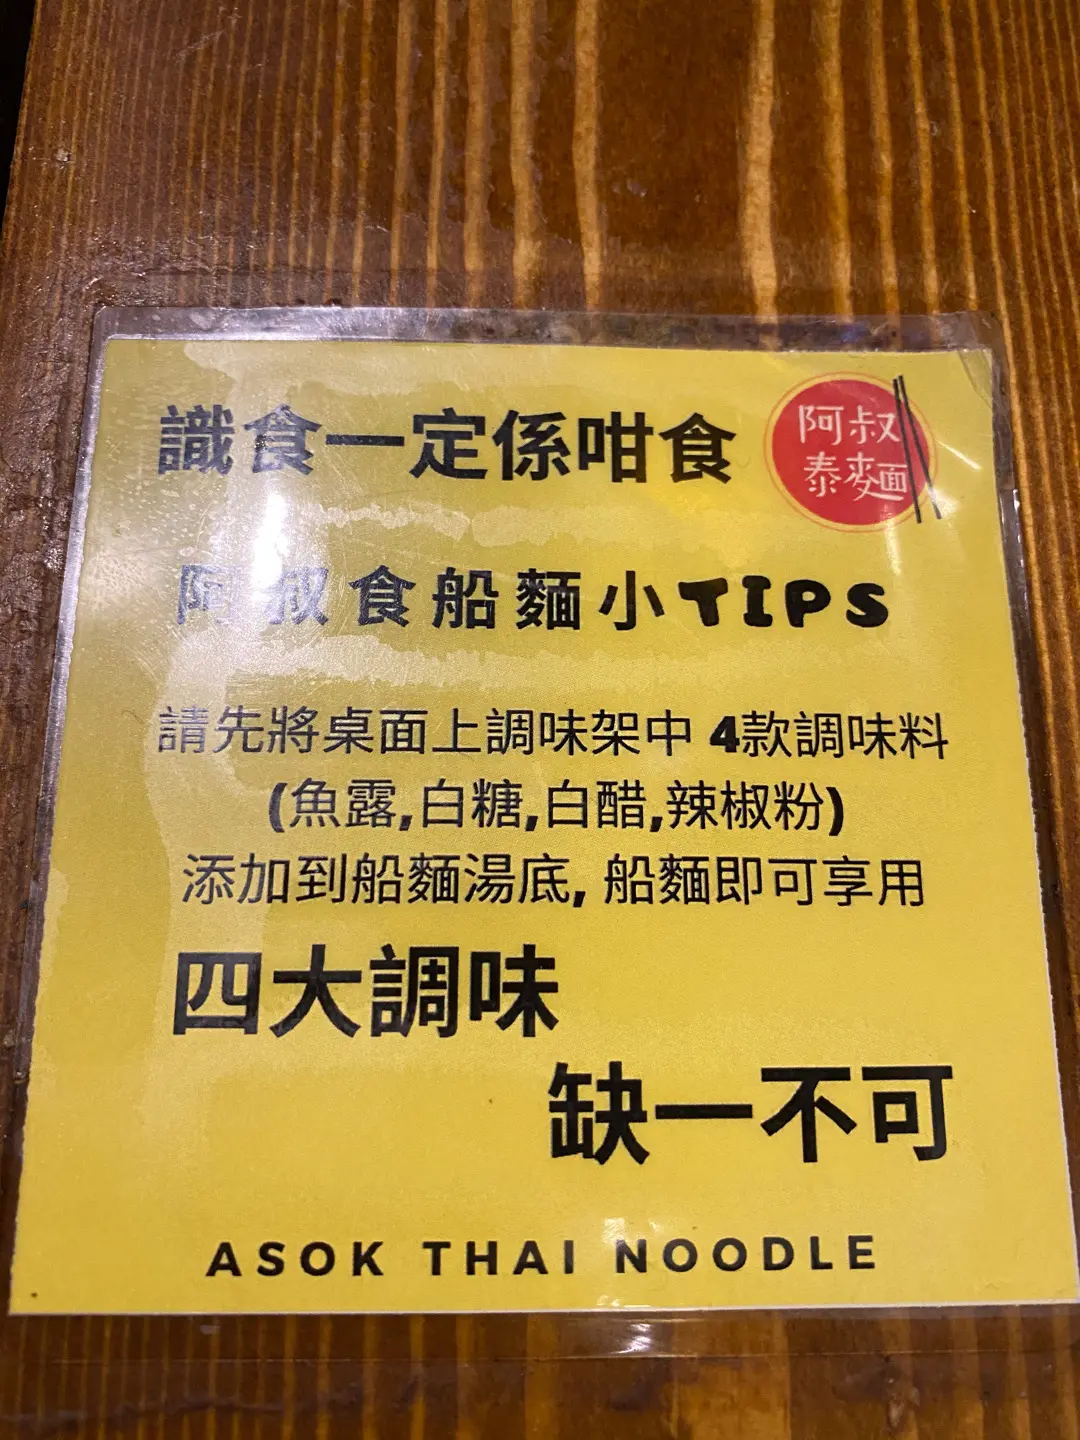 識食一定係咁食
阿叔
泰麵
阿叔食船麵小TIPS
請先將桌面上調味架中 4款調味料
(魚露,白糖,白醋,辣椒粉)
添加到船麵湯底, 船麵即可享用
四大調味
缺一不可
ASOK THAI NOODLE